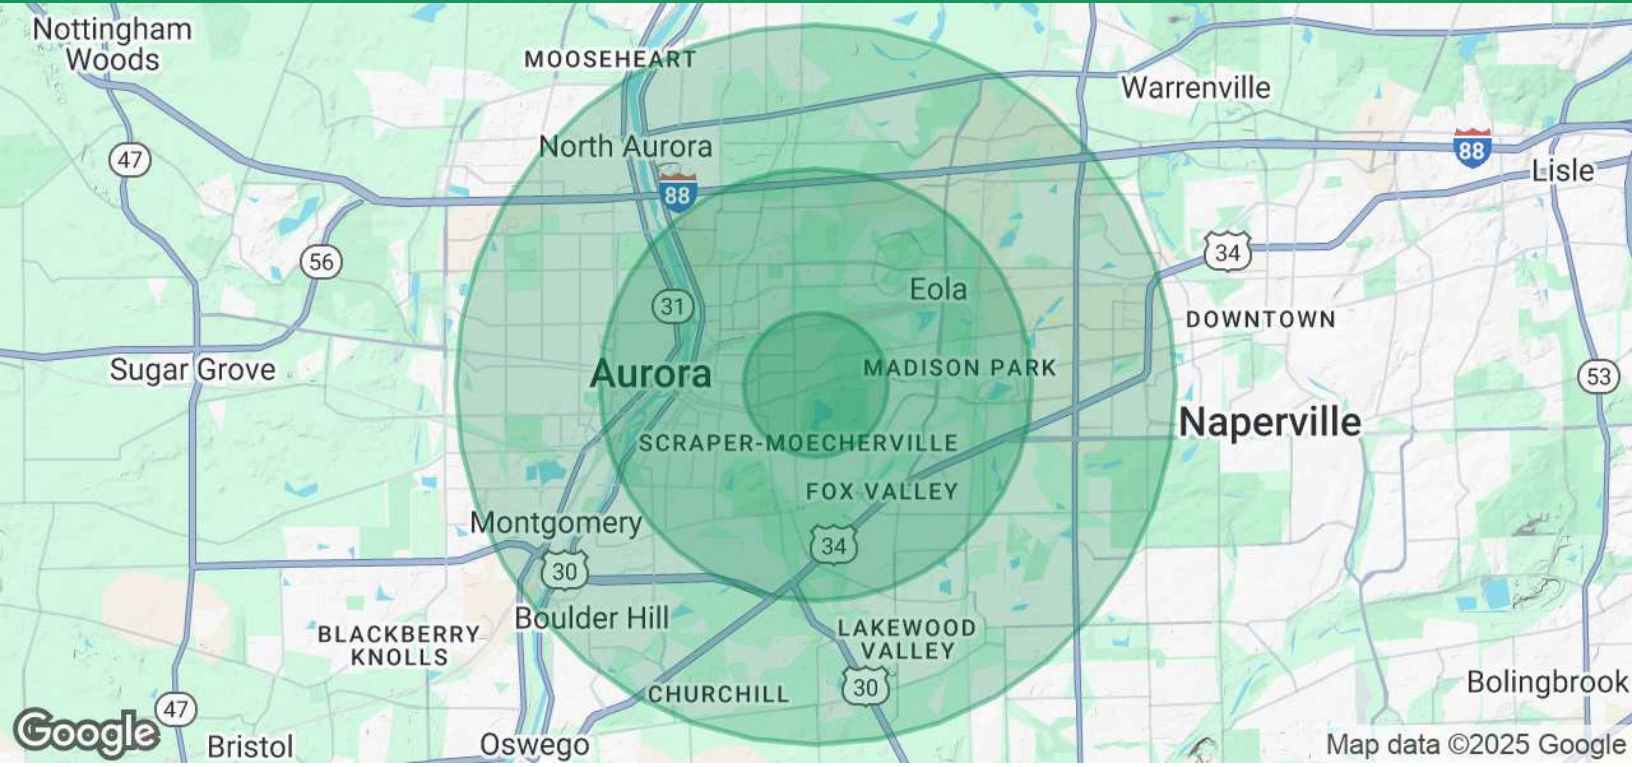 Nottingham
Woods
MOOSEHEART
Warrenville
North Aurora
47
88
88
Lisle
56
34
31
Eola
DOWNTOWN
Sugar Grove
Aurora
MADISON PARK
53
Naperville
SCRAPER-MOECHERVILLE
FOX VALLEY
Montgomery
34
30
Boulder Hill
BLACKBERRY
KNOLLS
LAKEWOOD
VALLEY
30
CHURCHILL
Bolingbrook
47
Google
Bristol
Oswego
Map data ©2025 Google